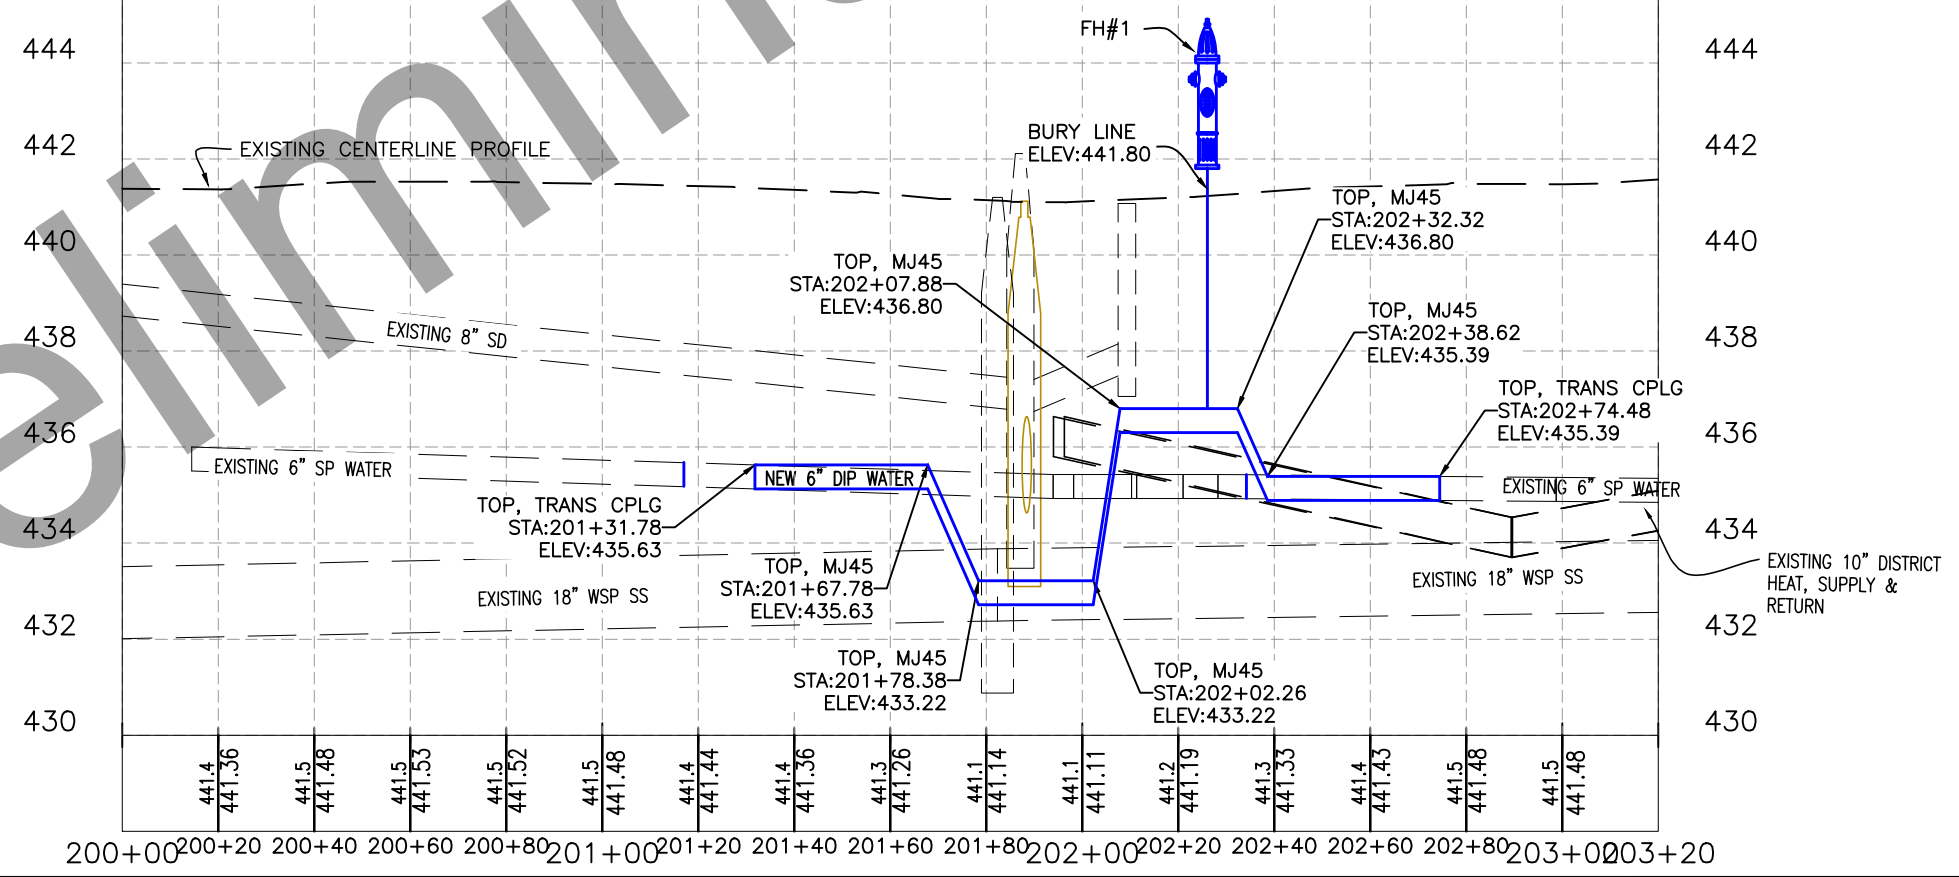 elimin
444
442
440
438
436
434
432
430
444
442
440
438
436
434
432
430
FH#1
BURY LINE
ELEV:441.80
EXISTING CENTERLINE PROFILE
TOP, MJ45
STA:202+32.32
ELEV:436.80
TOP, MJ45
STA:202+07.88
ELEV:436.80
TOP, MJ45
STA:202+38.62
ELEV:435.39
EXISTING 8" SD
TOP, TRANS CPLG
STA:202+74.48
ELEV:435.39
EXISTING 6" SP WATER
NEW 6" DIP WATER
EXISTING 6" SP WATER
TOP, TRANS CPLG
STA:201+31.78
ELEV:435.63
TOP, MJ45
STA:201+67.78
ELEV:435.63
EXISTING 10" DISTRICT
HEAT, SUPPLY &
RETURN
EXISTING 18" WSP SS
EXISTING 18" WSP SS
TOP, MJ45
STA:201+78.38
ELEV:433.22
TOP, MJ45
STA:202+02.26
ELEV:433.22
441.4
441.36
441.5
441.48
441.5
441.53
441.5
441.52
441.5
441.48
441.4
441.44
441.4
441.36
441.3
441.26
441.1
441.14
441.1
441.11
441.2
441.19
441.3
441.33
441.4
441.43
441.5
441.48
441.5
441.48
200+00 200+20 200+40 200+60 200+80 201+00 201+20 201+40 201+60 201+80 202+00 202+20 202+40 202+60 202+80 203+00 203+20